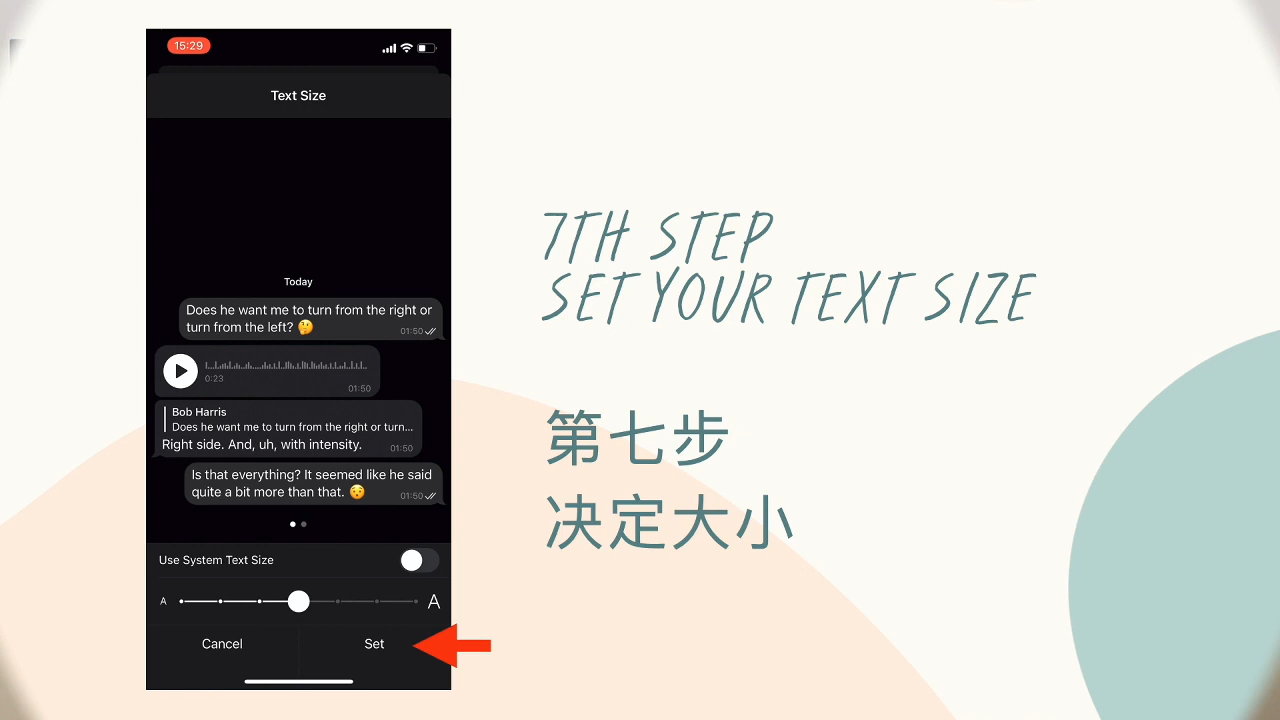 15:29
Text Size
Today
Does he want me to turn from the right or
turn from the left? 🤔
01:50
0:23
01:50
Bob Harris
Does he want me to turn from the right or turn...
Right side. And, uh, with intensity.
01:50
Is that everything? It seemed like he said
quite a bit more than that. 😯
01:50
Use System Text Size
A
A
Cancel
Set
7TH STEP
SET YOUR TEXT SIZE
第七步
决定大小